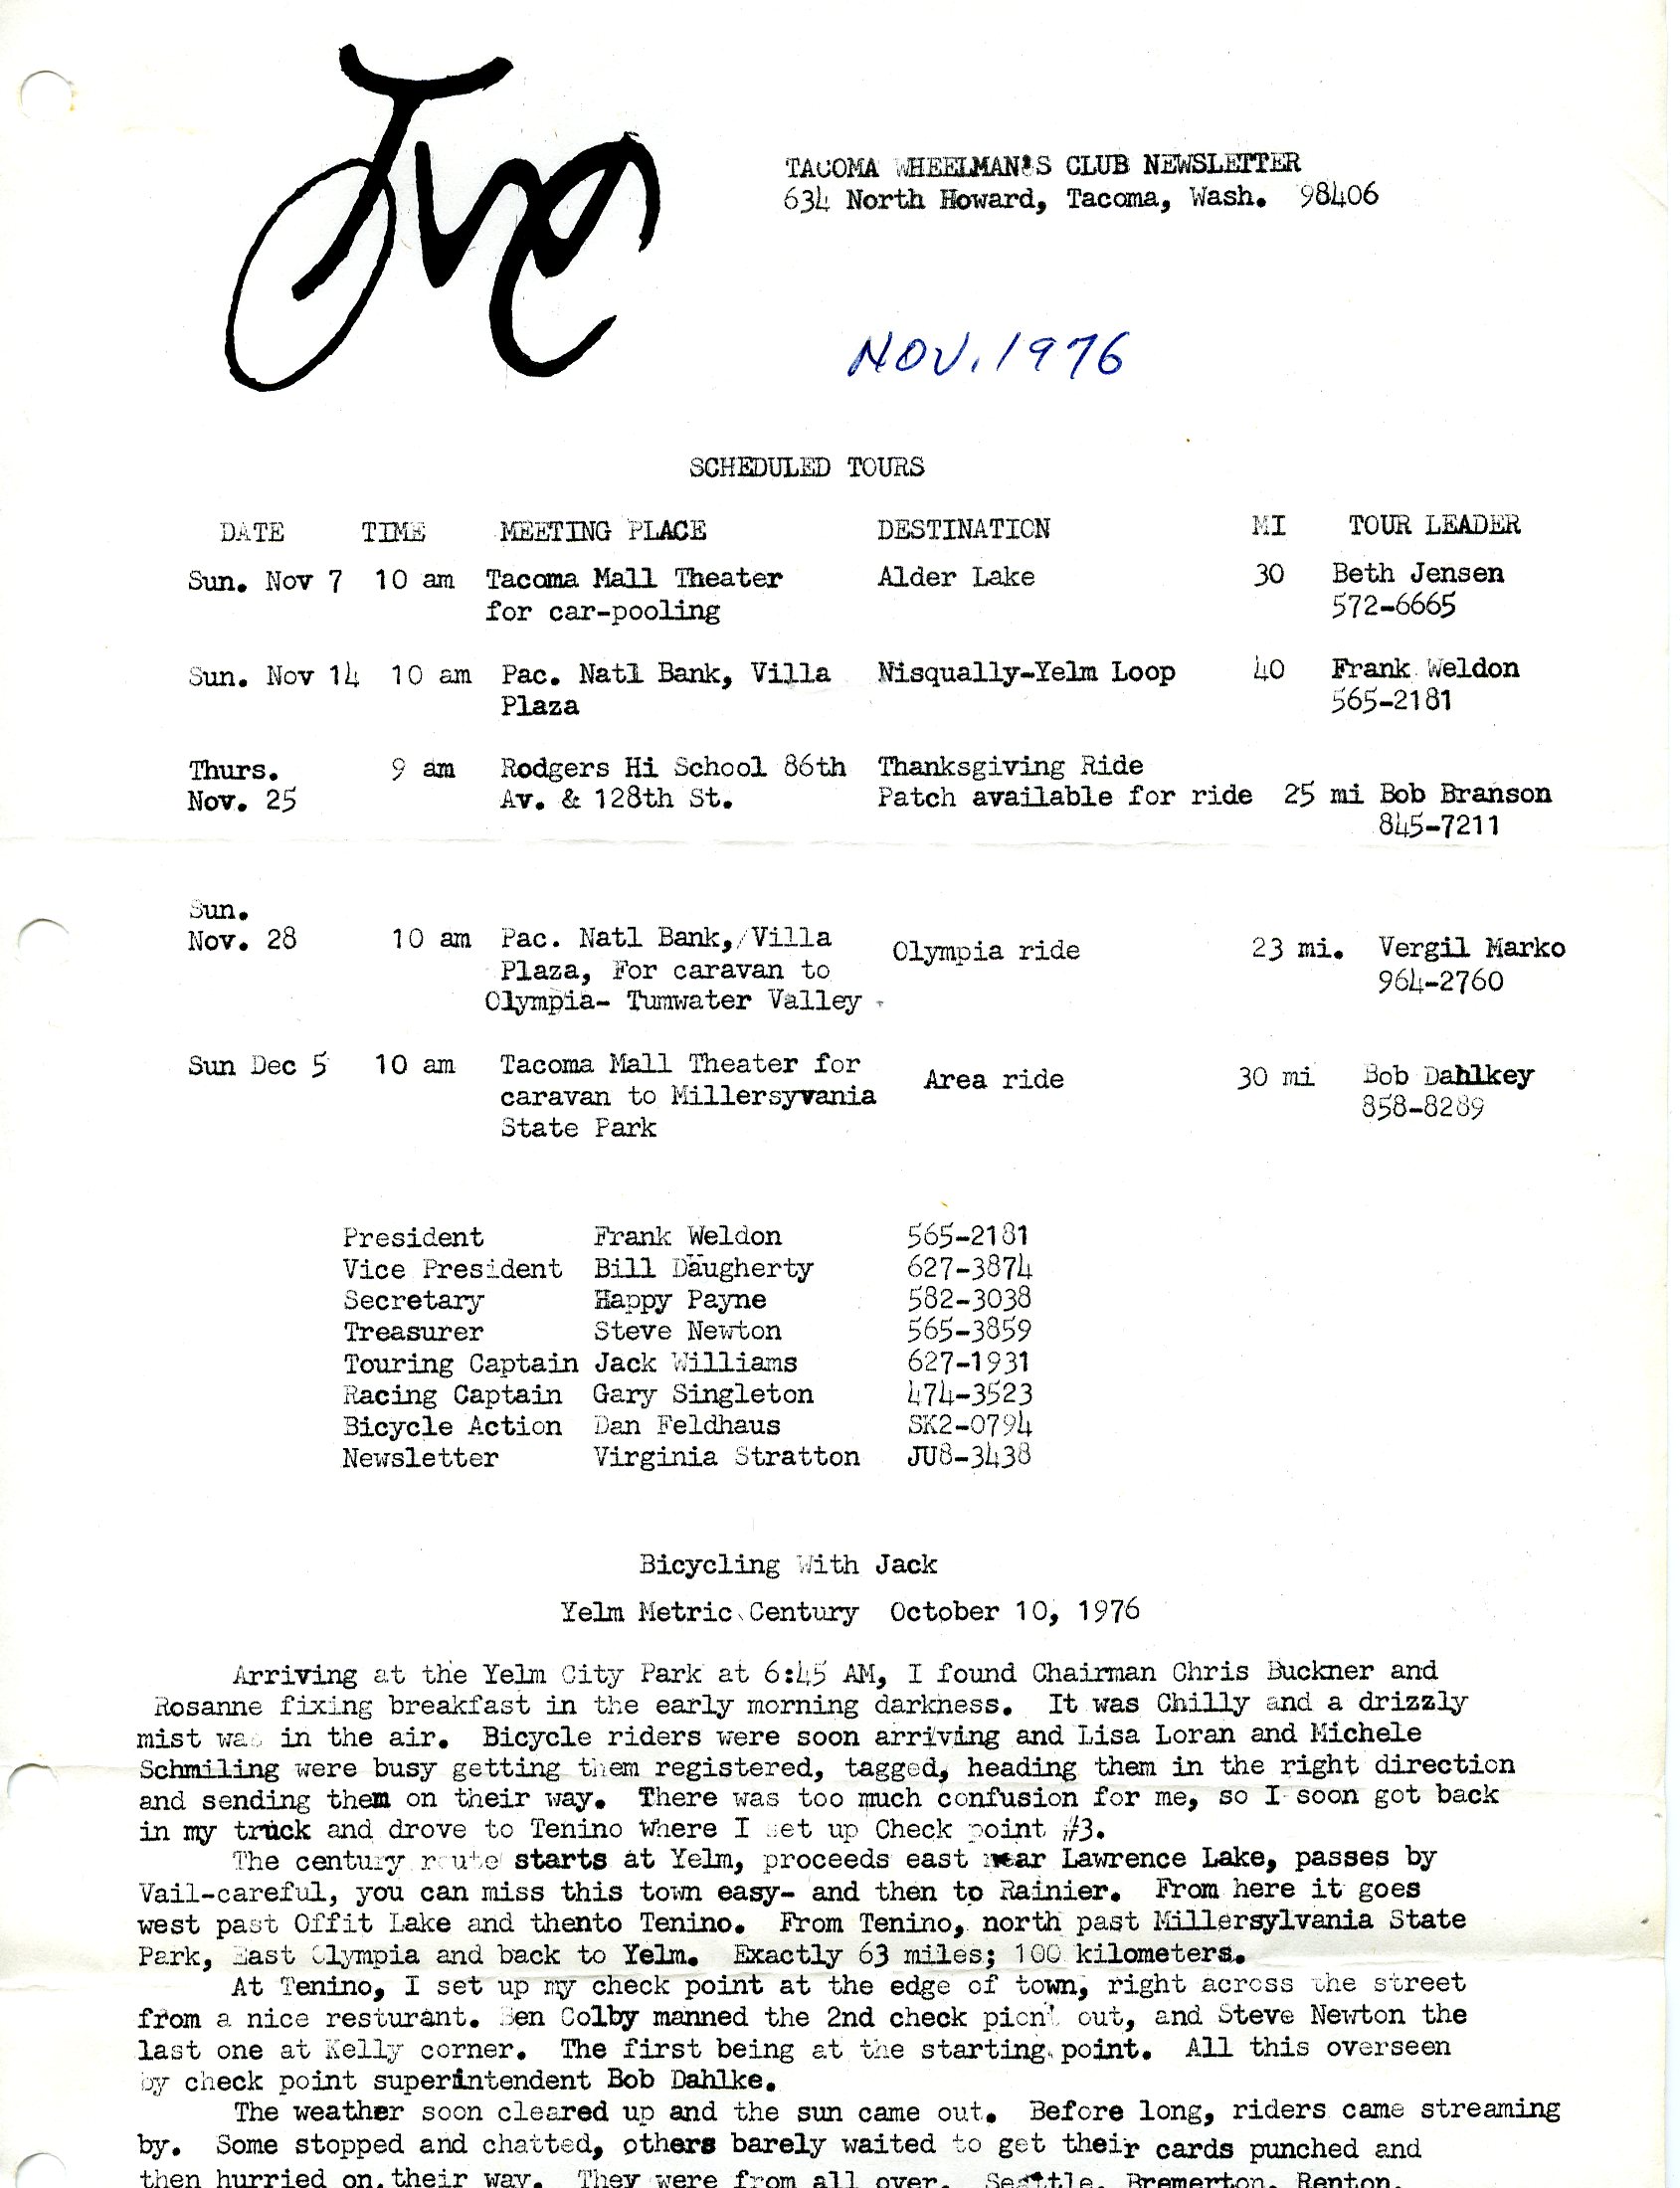 TWC
TACOMA WHEELMAN'S CLUB NEWSLETTER
634 North Howard, Tacoma, Wash. 98406
NOV. 1976
SCHEDULED TOURS
DATE TIME MEETING PLACE DESTINATION MI TOUR LEADER
Sun. Nov 7 10 am Tacoma Mall Theater Alder Lake 30 Beth Jensen
for car-pooling 572-6665
Sun. Nov 14 10 am Pac. Natl Bank, Villa Nisqually-Yelm Loop 40 Frank Weldon
Plaza 565-2181
Thurs. 9 am Rodgers Hi School 86th Thanksgiving Ride
Nov. 25 Av. & 128th St. Patch available for ride 25 mi Bob Branson
845-7211
Sun.
Nov. 28 10 am Pac. Natl Bank,/Villa Olympia ride 23 mi. Vergil Marko
Plaza, For caravan to 964-2760
Olympia- Tumwater Valley
Sun Dec 5 10 am Tacoma Mall Theater for Area ride 30 mi Bob Dahlkey
caravan to Millersyvania 858-8289
State Park
President Frank Weldon 565-2181
Vice President Bill Daugherty 627-3874
Secretary Happy Payne 582-3038
Treasurer Steve Newton 565-3859
Touring Captain Jack Williams 627-1931
Racing Captain Gary Singleton 474-3523
Bicycle Action Dan Feldhaus SK2-0794
Newsletter Virginia Stratton JU8-3438
Bicycling With Jack
Yelm Metric Century October 10, 1976
Arriving at the Yelm City Park at 6:45 AM, I found Chairman Chris Buckner and
Rosanne fixing breakfast in the early morning darkness. It was Chilly and a drizzly
mist was in the air. Bicycle riders were soon arriving and Lisa Loran and Michele
Schmiling were busy getting them registered, tagged, heading them in the right direction
and sending them on their way. There was too much confusion for me, so I soon got back
in my truck and drove to Tenino Where I set up Check point #3.
The century route starts at Yelm, proceeds east near Lawrence Lake, passes by
Vail-careful, you can miss this town easy- and then to Rainier. From here it goes
west past Offit Lake and thento Tenino. From Tenino, north past Millersylvania State
Park, East Olympia and back to Yelm. Exactly 63 miles; 100 kilometers.
At Tenino, I set up my check point at the edge of town, right across the street
from a nice resturant. Ben Colby manned the 2nd check out, and Steve Newton the
last one at Kelly corner. The first being at the starting point. All this overseen
by check point superintendent Bob Dahlke.
The weather soon cleared up and the sun came out. Before long, riders came streaming
by. Some stopped and chatted, others barely waited to get their cards punched and
then hurried on their way. They were from all over. Seattle, Bremerton, Renton,